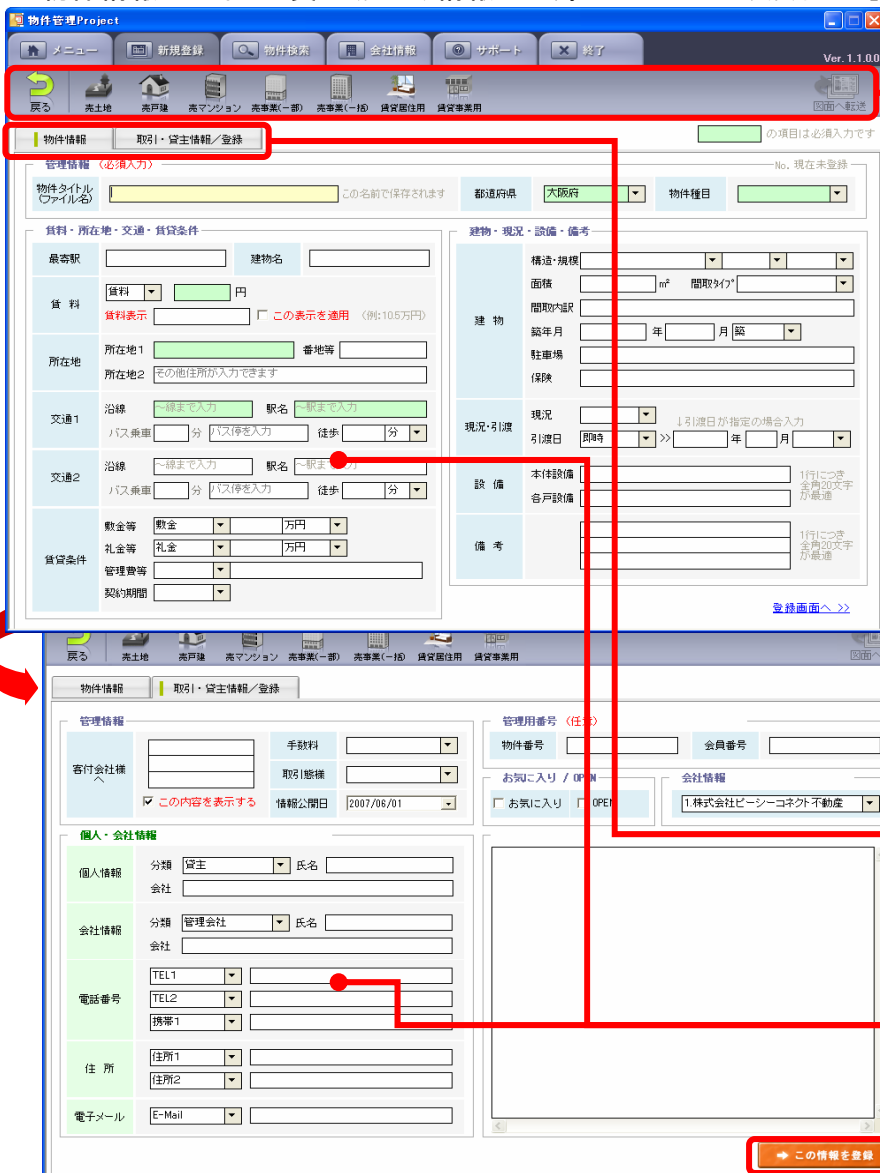 物件管理Project
メニュー 新規登録 物件検索 会社情報 サポート 終了
Ver. 1.1.0.0
戻る 売土地 売戸建 売マンション 売事業(一部) 売事業(一括) 賃貸居住用 賃貸事業用 図面へ転送
物件情報 取引・貸主情報/登録 の項目は必須入力です
管理情報 (必須入力) No. 現在未登録
物件タイトル
(ファイル名) この名前で保存されます 都道府県 大阪府 物件種目
賃料・所在地・交通・賃貸条件
最寄駅 建物名
賃料 賃料 円
賃料表示 この表示を適用 (例:10.5万円)
所在地 所在地1 番地等
所在地2 その他住所が入力できます
交通1 沿線 ~線まで入力 駅名 ~駅まで入力
バス乗車 分 バス停を入力 徒歩 分
交通2 沿線 ~線まで入力 駅名 ~駅まで入力
バス乗車 分 バス停を入力 徒歩 分
賃貸条件 敷金等 敷金 万円
礼金等 礼金 万円
管理費等
契約期間
建物・現況・設備・備考
建物 構造・規模
面積 ㎡ 間取タイプ
間取内訳
築年月 年 月 築
駐車場
保険
現況・引渡 現況 ↓引渡日が指定の場合入力
引渡日 即時 >> 年 月
設備 本体設備
各戸設備
1行につき
全角20文字
が最適
備考
1行につき
全角20文字
が最適
登録画面へ >>
戻る 売土地 売戸建 売マンション 売事業(一部) 売事業(一括) 賃貸居住用 賃貸事業用
物件情報 取引・貸主情報/登録
管理情報
客付会社様
へ
手数料
取引態様
この内容を表示する 情報公開日 2007/06/01
管理用番号 (任意)
物件番号 会員番号
お気に入り / OPEN
お気に入り OPEN
会社情報
1.株式会社ピーシーコネクト不動産
個人・会社情報
個人情報 分類 貸主 氏名
会社
会社情報 分類 管理会社 氏名
会社
電話番号 TEL1
TEL2
携帯1
住所 住所1
住所2
電子メール E-Mail
この情報を登録